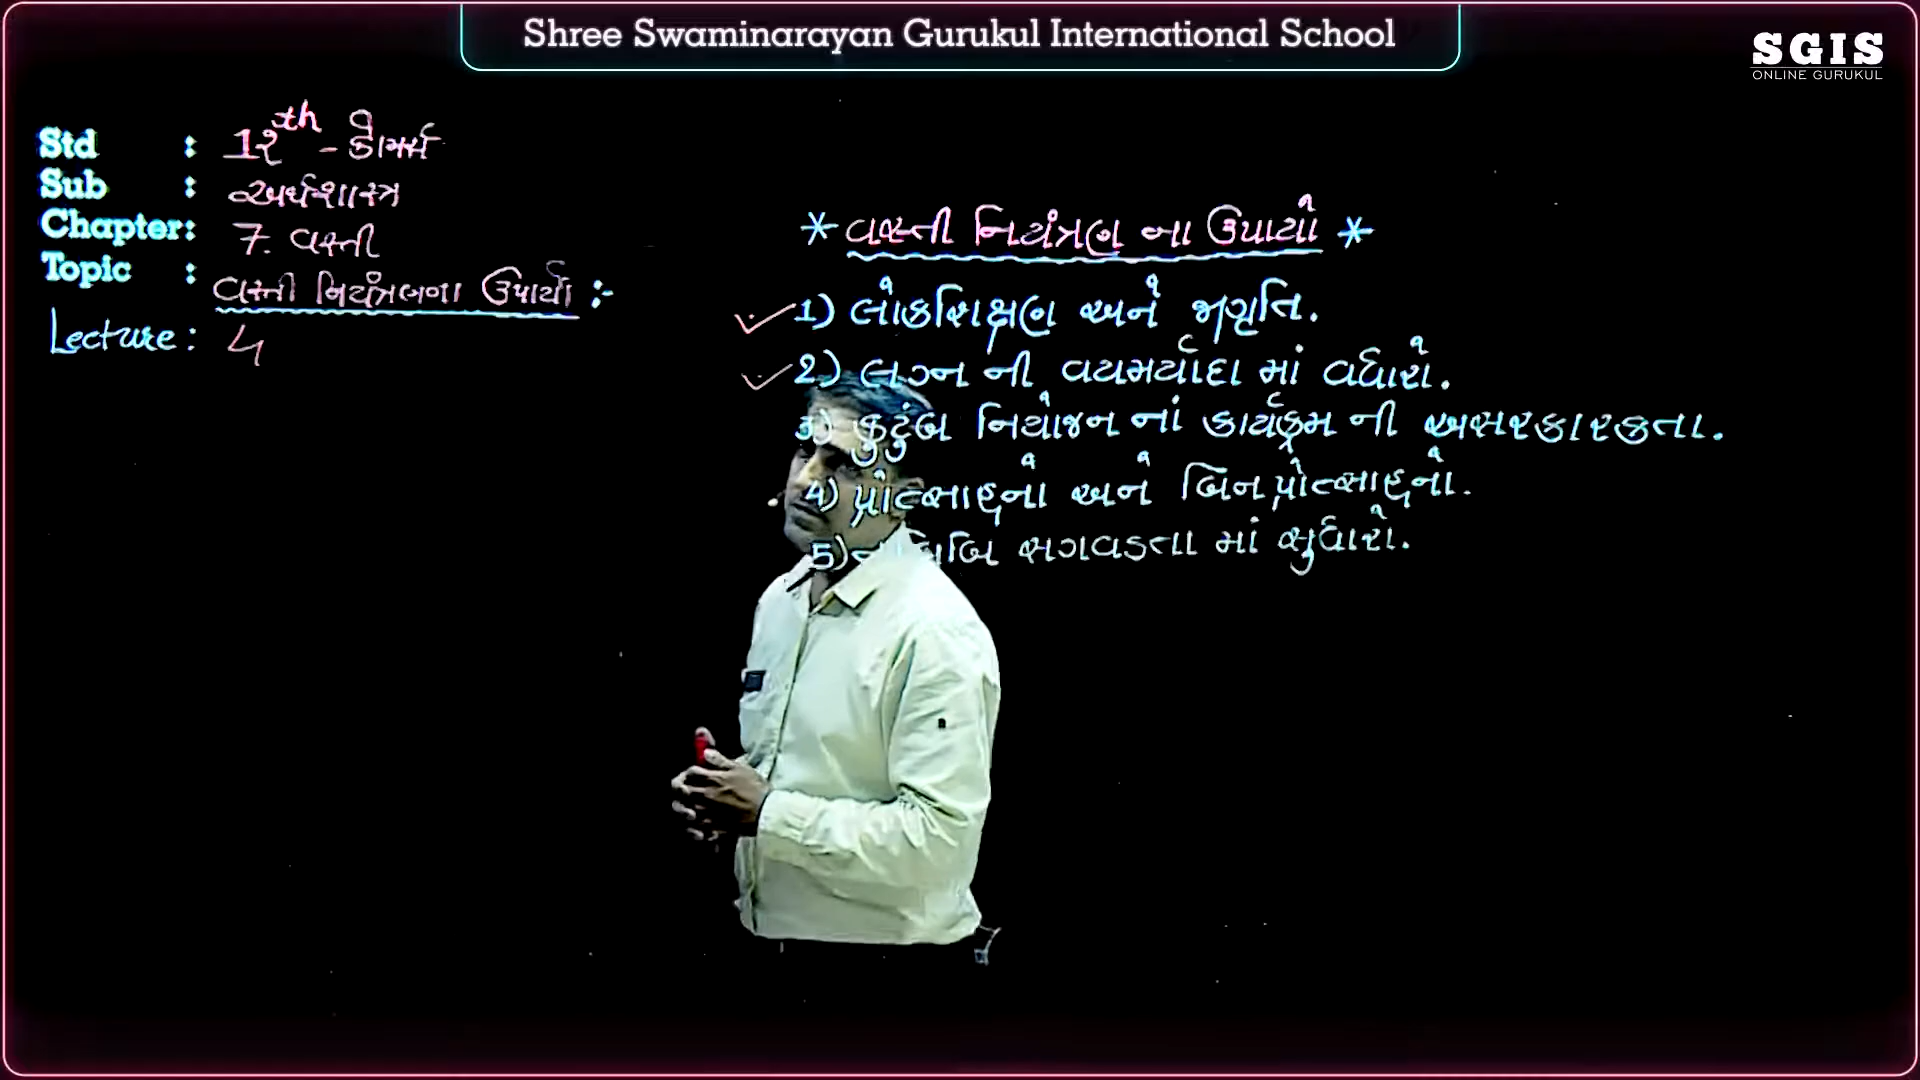 Shree Swaminarayan Gurukul International School
SGIS
ONLINE GURUKUL
Std : 12th - કોમર્સ
Sub : અર્થશાસ્ત્ર
Chapter: 7. વસ્તી
Topic : વસ્તી નિયંત્રણના ઉપાયો :-
Lecture : 4
* વસ્તી નિયંત્રણ ના ઉપાયો *
1) લોકશિક્ષણ અને જાગૃતિ.
2) લગ્ન ની વયમર્યાદા માં વધારો.
3) કુટુંબ નિયોજન નાં કાર્યક્રમ ની અસરકારકતા.
4) પ્રોત્સાહનો અને બિનપ્રોત્સાહનો.
5) સગવડતા માં સુધારો.